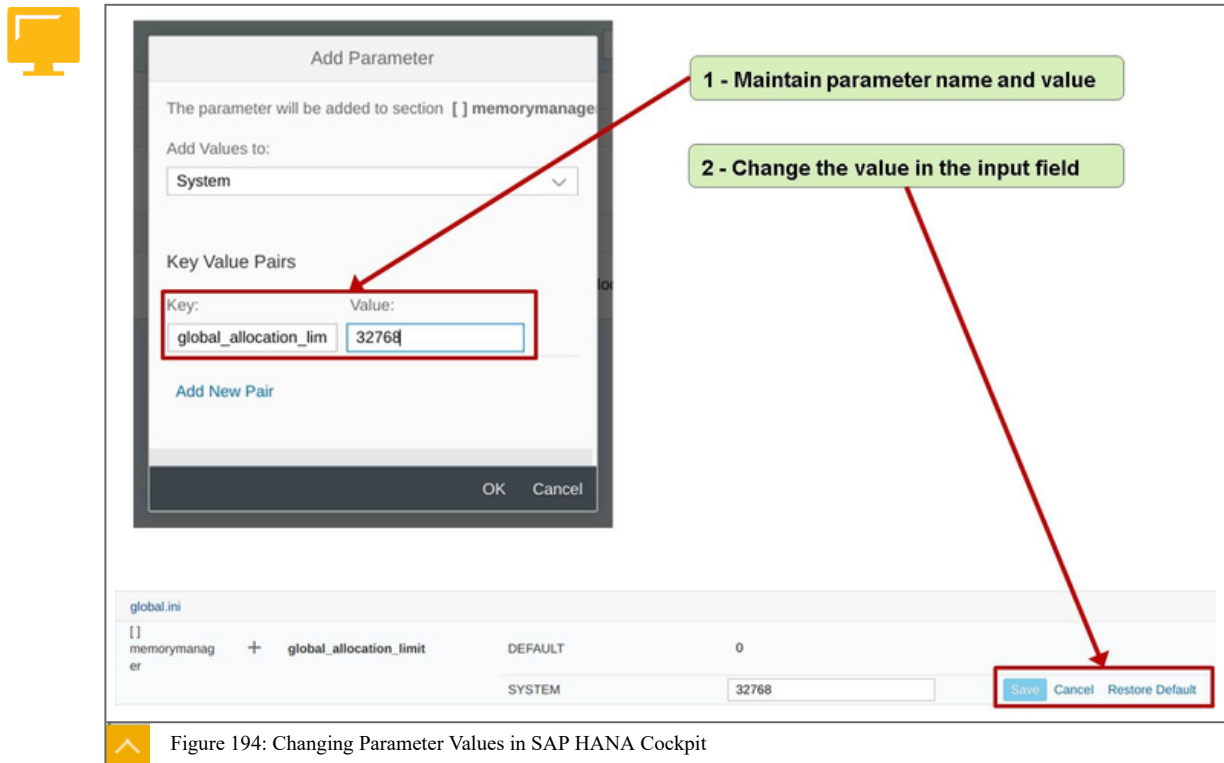 Add Parameter
The parameter will be added to section [ ] memorymanage
Add Values to:
System
Key Value Pairs
Key: Value:
global_allocation_lim 32768
Add New Pair
OK Cancel
1 - Maintain parameter name and value
2 - Change the value in the input field
global.ini
[ ]
memorymanag + global_allocation_limit DEFAULT 0
er
SYSTEM 32768 Save Cancel Restore Default
Figure 194: Changing Parameter Values in SAP HANA Cockpit